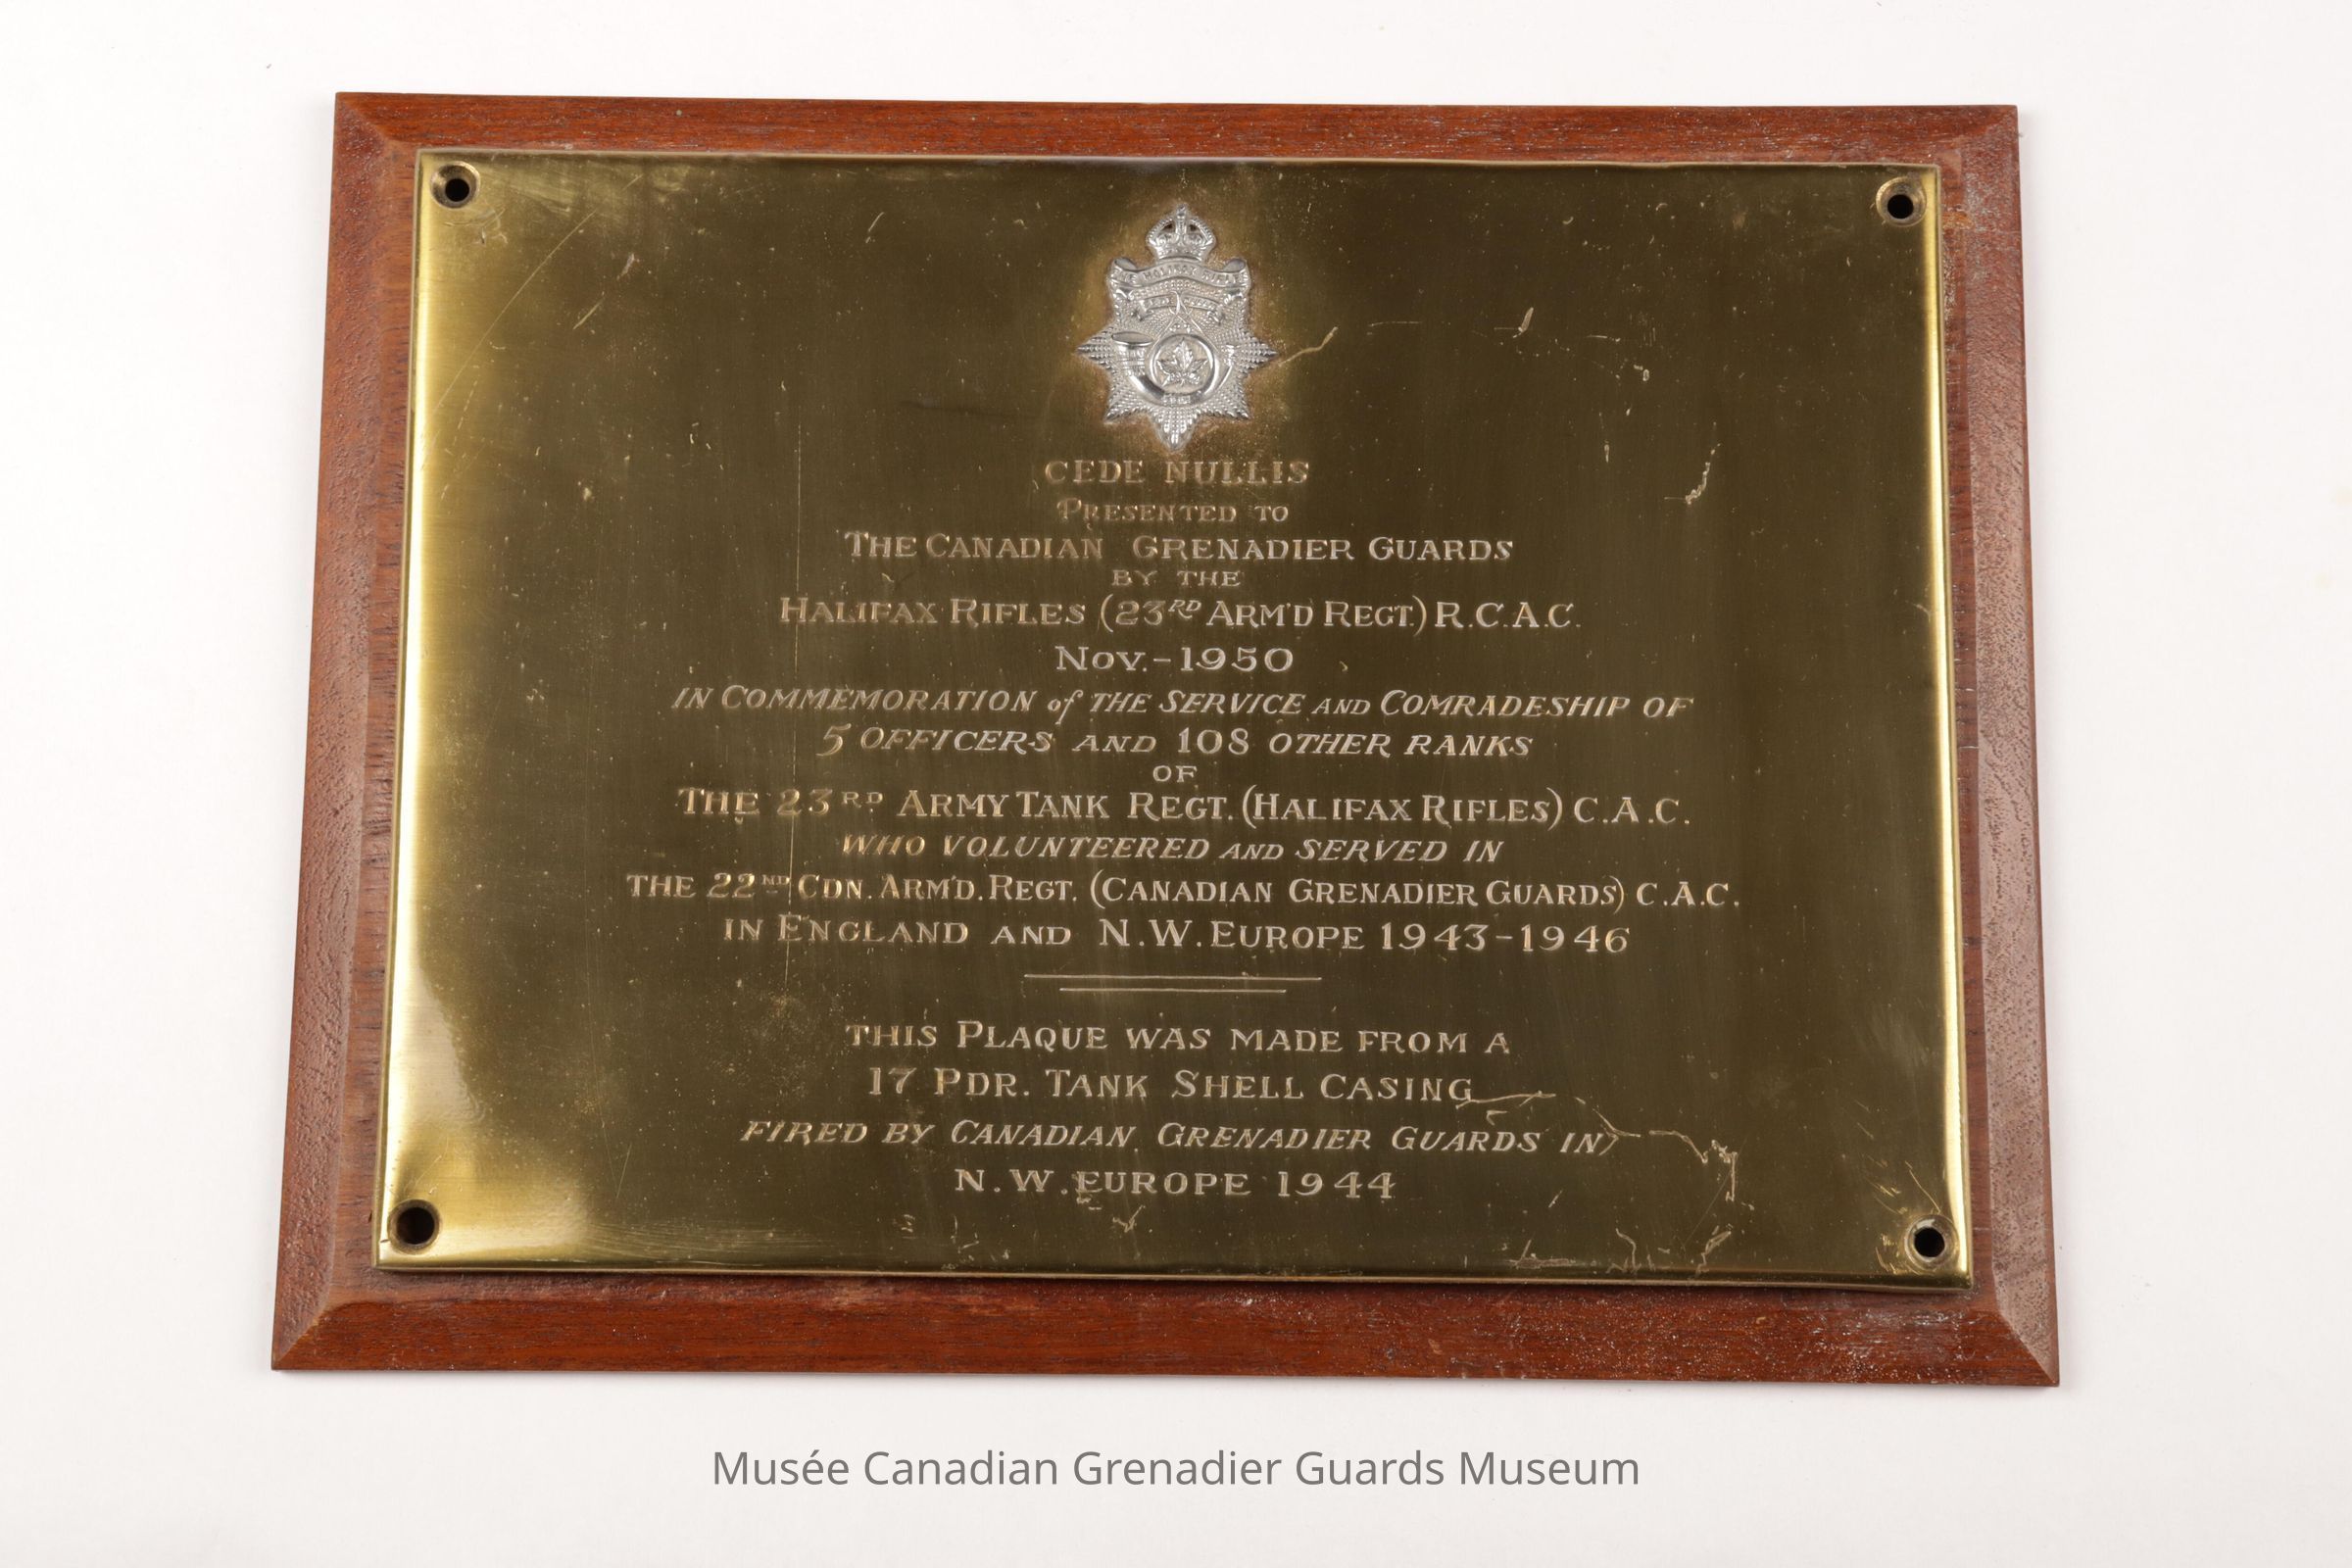 CEDE NULLIS
PRESENTED TO
THE CANADIAN GRENADIER GUARDS
BY THE
HALIFAX RIFLES (23RD ARM'D REGT.) R.C.A.C.
NOV.-1950
IN COMMEMORATION of THE SERVICE AND COMRADESHIP OF
5 OFFICERS AND 108 OTHER RANKS
OF
THE 23RD ARMY TANK REGT. (HALIFAX RIFLES) C.A.C.
WHO VOLUNTEERED AND SERVED IN
THE 22ND CDN. ARM'D. REGT. (CANADIAN GRENADIER GUARDS) C.A.C.
IN ENGLAND AND N.W. EUROPE 1943-1946
THIS PLAQUE WAS MADE FROM A
17 PDR. TANK SHELL CASING
FIRED BY CANADIAN GRENADIER GUARDS IN
N.W. EUROPE 1944
Musée Canadian Grenadier Guards Museum